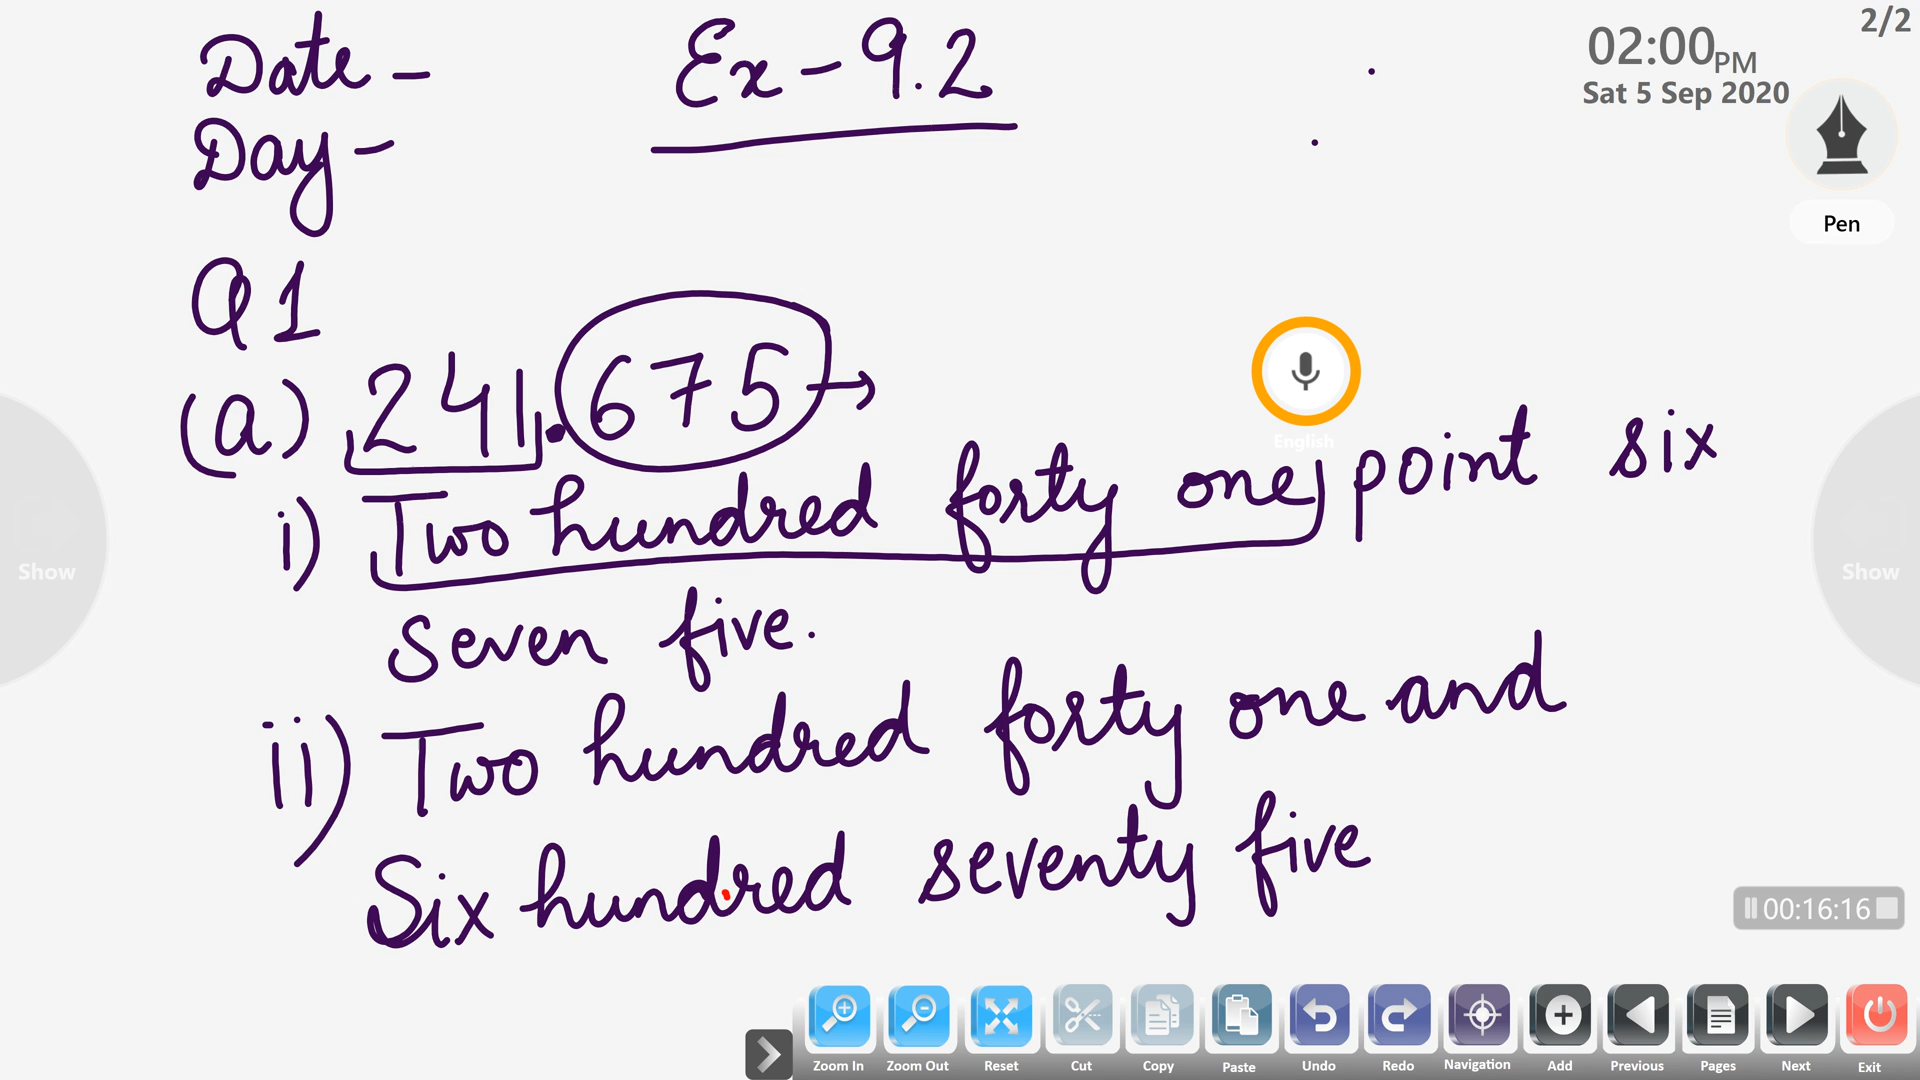 2/2
02:00PM
Sat 5 Sep 2020
Pen
Date -
Ex - 9.2
Day -
Q1
(a) 241.675 →
English
i) Two hundred forty one point six
seven five.
ii) Two hundred forty one and
Six hundred seventy five
Show
Show
00:16:16
Zoom In
Zoom Out
Reset
Cut
Copy
Paste
Undo
Redo
Navigation
Add
Previous
Pages
Next
Exit